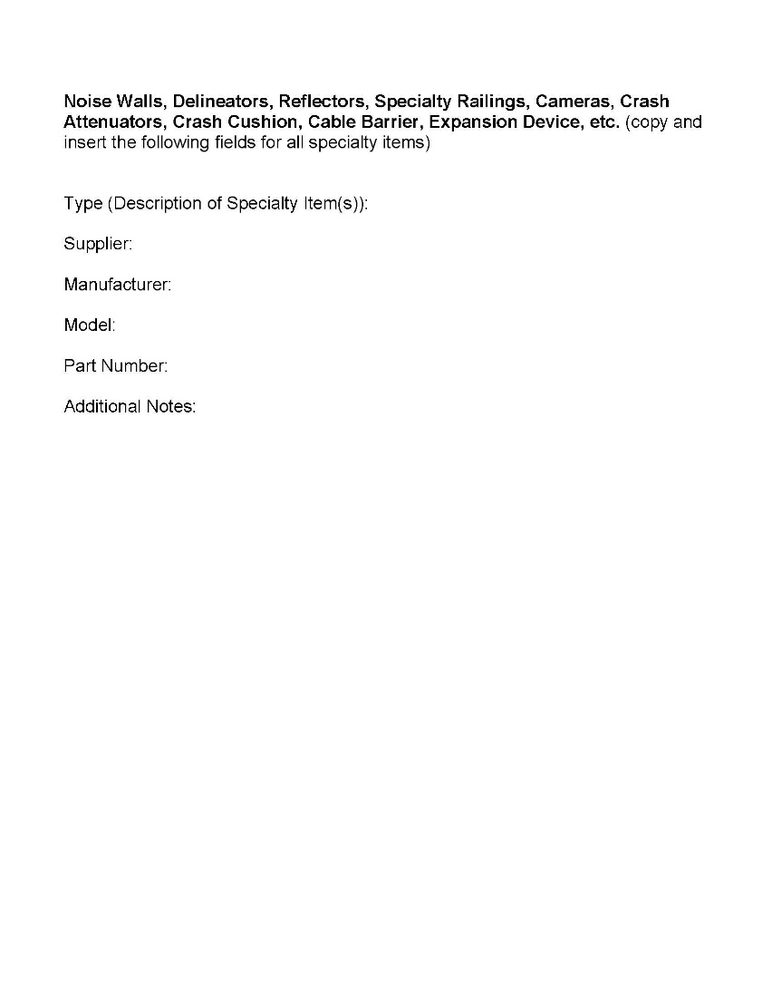 Noise Walls, Delineators, Reflectors, Specialty Railings, Cameras, Crash
Attenuators, Crash Cushion, Cable Barrier, Expansion Device, etc. (copy and
insert the following fields for all specialty items)
Type (Description of Specialty Item(s)):
Supplier:
Manufacturer:
Model:
Part Number:
Additional Notes: